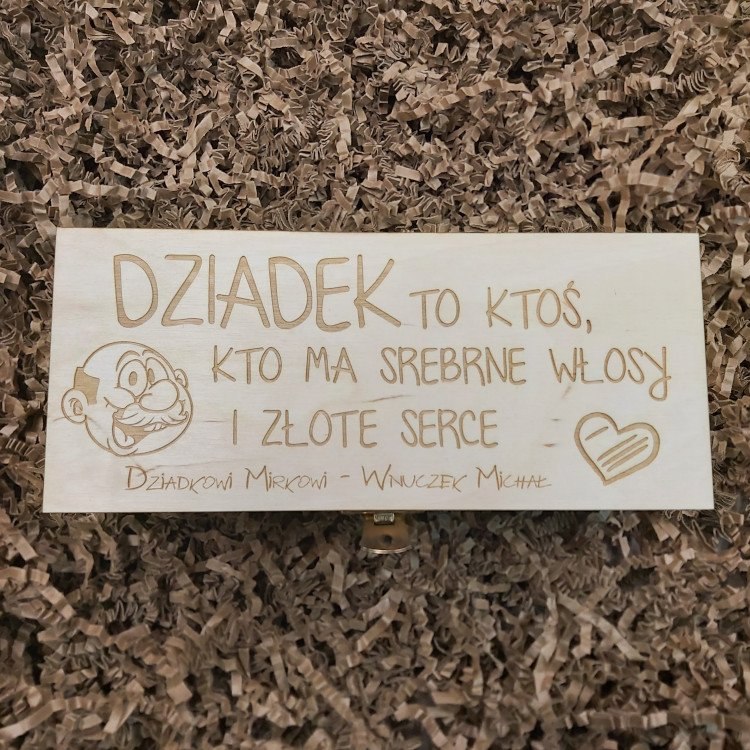 DZIADEK TO KTOŚ,
KTO MA SREBRNE WŁOSY
I ZŁOTE SERCE
DZIADKOWI MIRKOWI - WNUCZEK MICHAŁ